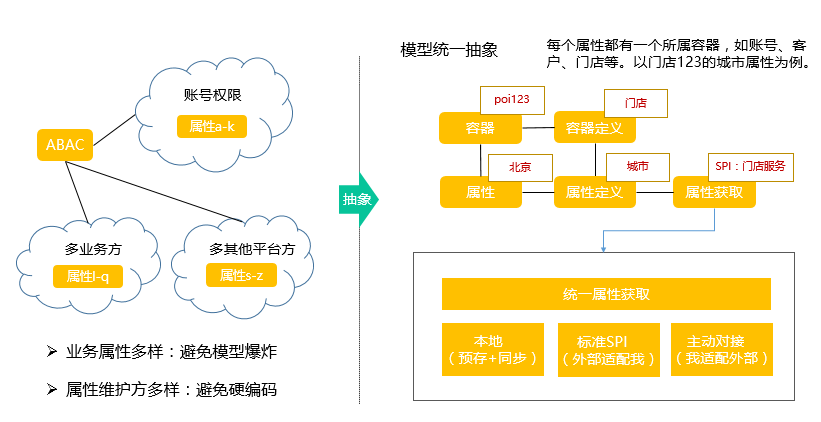 账号权限
属性a-k
ABAC
多业务方
属性l-q
多其他平台方
属性s-z
业务属性多样：避免模型爆炸
属性维护方多样：避免硬编码
抽象
模型统一抽象
每个属性都有一个所属容器，如账号、客
户、门店等。以门店123的城市属性为例。
poi123
门店
容器
容器定义
北京
城市
SPI：门店服务
属性
属性定义
属性获取
统一属性获取
本地
（预存+同步）
标准SPI
（外部适配我）
主动对接
（我适配外部）